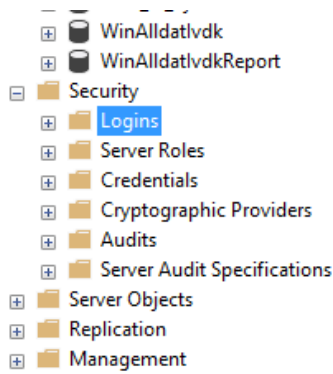 WinAlldatlvdk
WinAlldatlvdkReport
Security
Logins
Server Roles
Credentials
Cryptographic Providers
Audits
Server Audit Specifications
Server Objects
Replication
Management